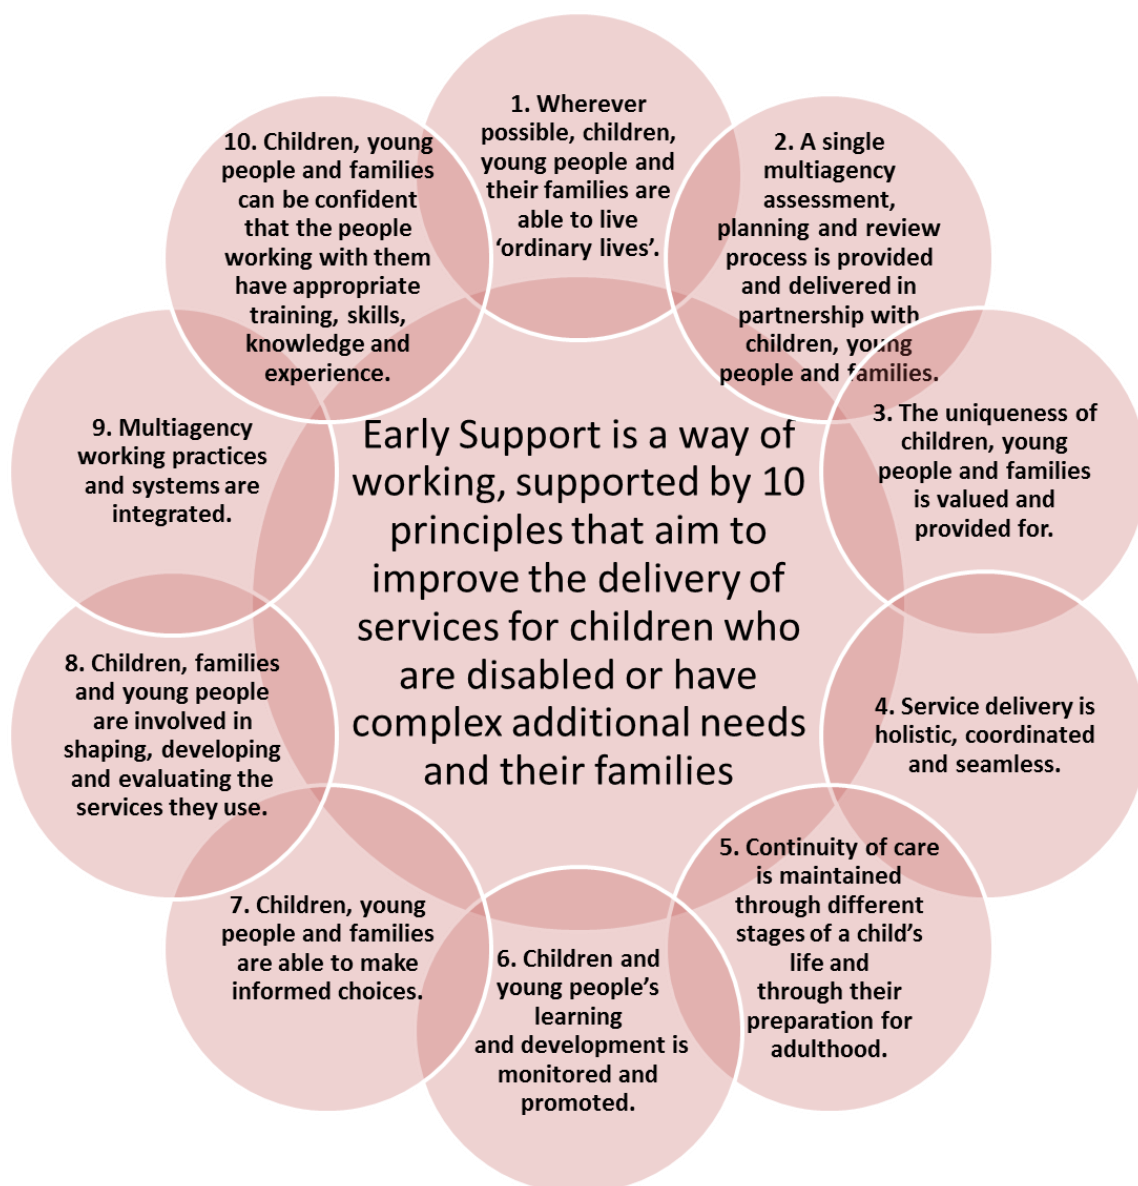 1. Wherever
possible, children,
young people and
their families are
able to live
‘ordinary lives’.
2. A single
multiagency
assessment,
planning and review
process is provided
and delivered in
partnership with
children, young
people and families.
3. The uniqueness of
children, young
people and families
is valued and
provided for.
4. Service delivery is
holistic, coordinated
and seamless.
5. Continuity of care
is maintained
through different
stages of a child’s
life and
through their
preparation for
adulthood.
6. Children and
young people’s
learning
and development is
monitored and
promoted.
7. Children, young
people and families
are able to make
informed choices.
8. Children, families
and young people
are involved in
shaping, developing
and evaluating the
services they use.
9. Multiagency
working practices
and systems are
integrated.
10. Children, young
people and families
can be confident
that the people
working with them
have appropriate
training, skills,
knowledge and
experience.
Early Support is a way of
working, supported by 10
principles that aim to
improve the delivery of
services for children who
are disabled or have
complex additional needs
and their families